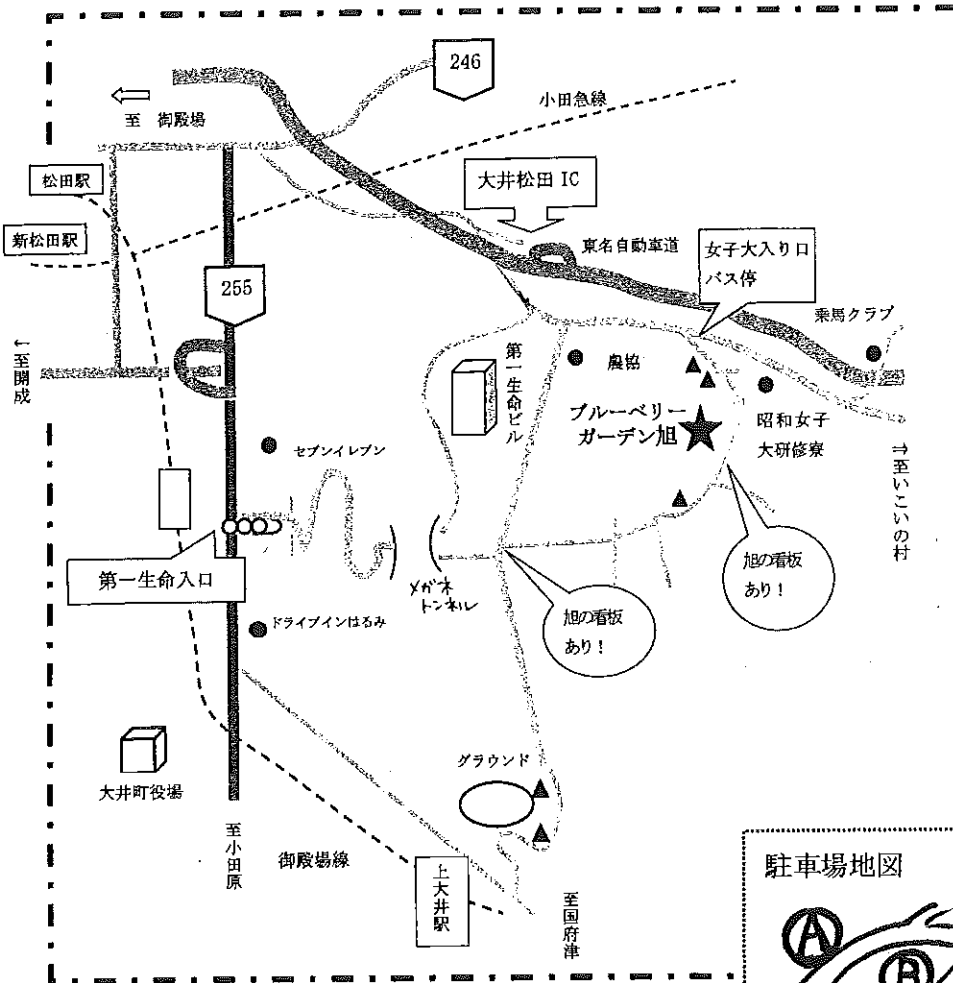 246
⇦
至 御殿場
小田急線
松田駅
大井松田 IC
新松田駅
東名自動車道
女子大入り口
バス停
255
乗馬クラブ
←至開成
第一生命ビル
農協
ブルーベリー
ガーデン旭
昭和女子
大研修寮
セブンイレブン
⇒至いこいの村
第一生命入口
メガネ
トンネル
旭の看板
あり！
旭の看板
あり！
ドライブインはるみ
グラウンド
大井町役場
至小田原
御殿場線
上大井駅
至国府津
駐車場地図
A
B